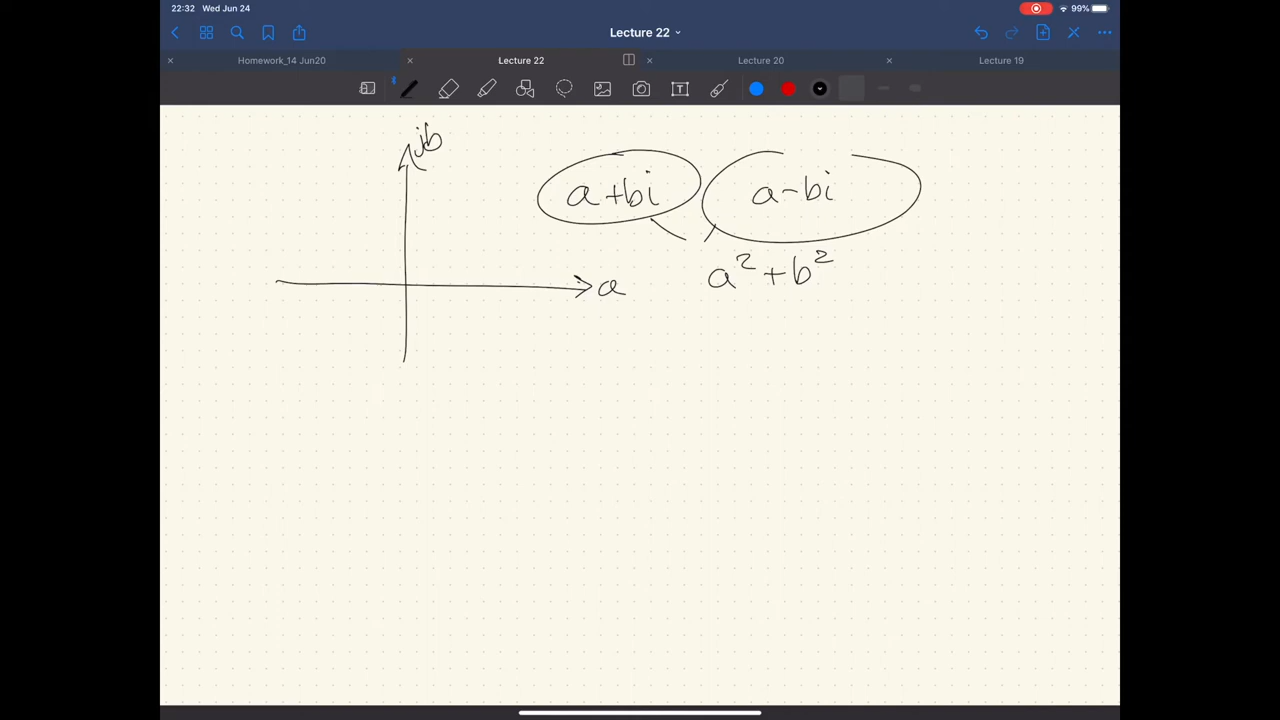 22:32 Wed Jun 24
99%
Lecture 22
Homework_14 Jun20
Lecture 22
Lecture 20
Lecture 19
ib
a+bi
a-bi
a
a²+b²